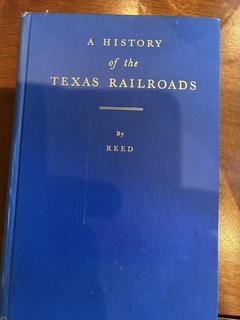 A HISTORY
of the
TEXAS RAILROADS
By
REED